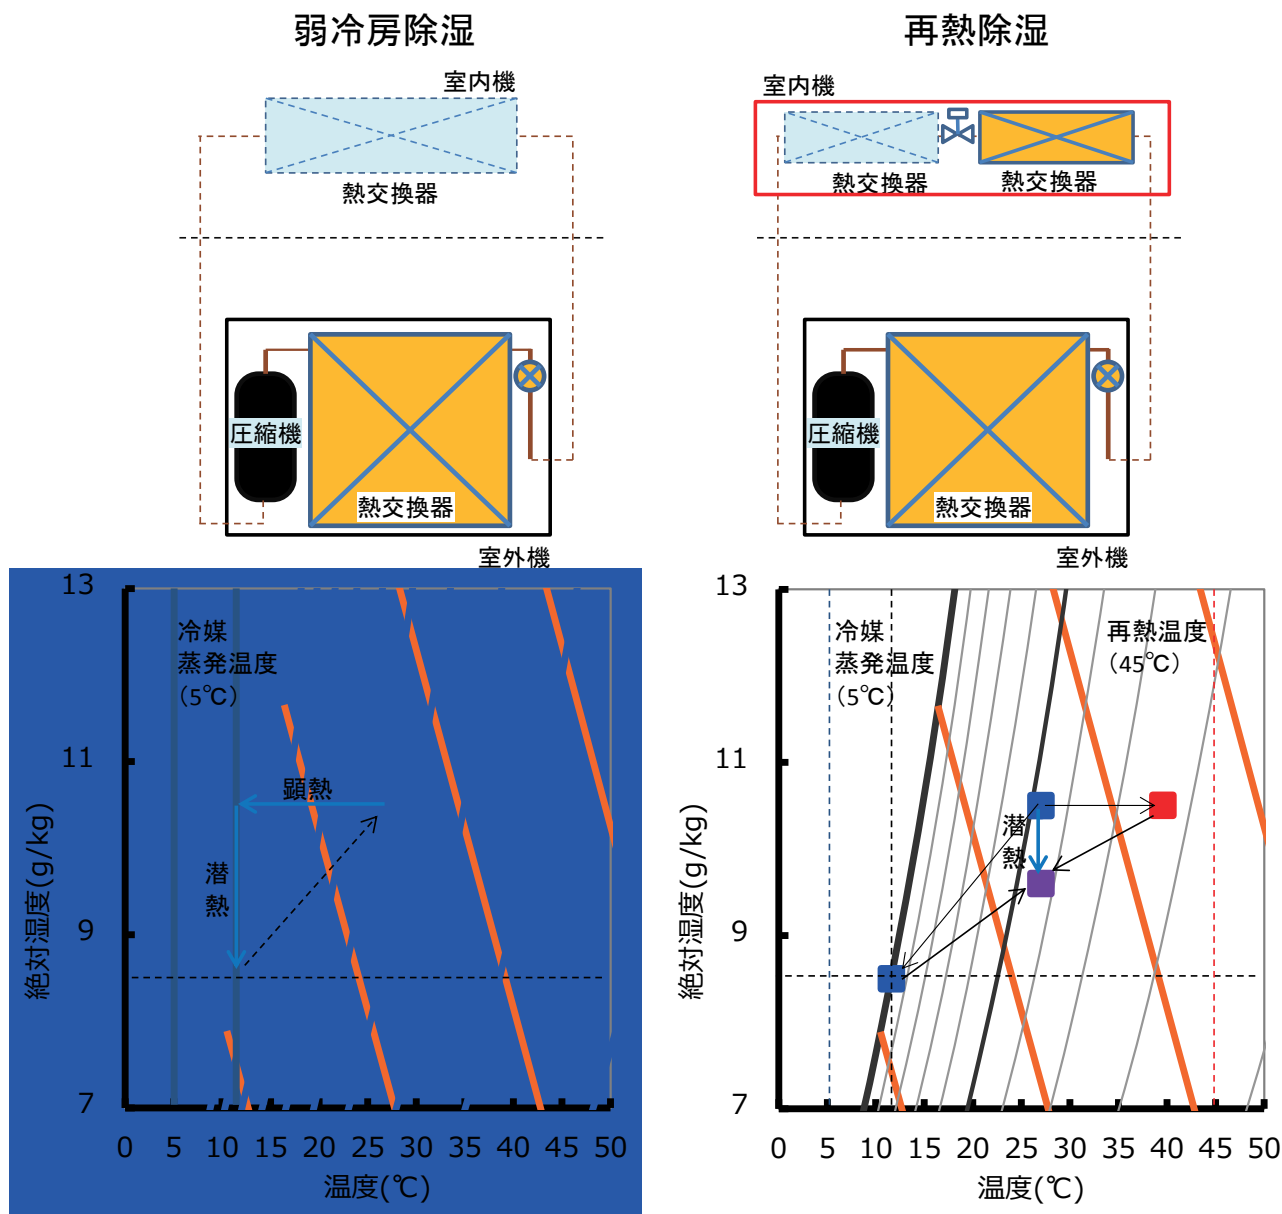 弱冷房除湿
室内機
熱交換器
圧縮機
熱交換器
室外機
再熱除湿
室内機
熱交換器
熱交換器
圧縮機
熱交換器
室外機
13
11
9
7
絶対湿度(g/kg)
冷媒
蒸発温度
（5℃）
顕熱
潜
熱
0 5 10 15 20 25 30 35 40 45 50
温度(℃)
13
11
9
7
絶対湿度(g/kg)
冷媒
蒸発温度
（5℃）
再熱温度
（45℃）
潜
熱
0 5 10 15 20 25 30 35 40 45 50
温度(℃)